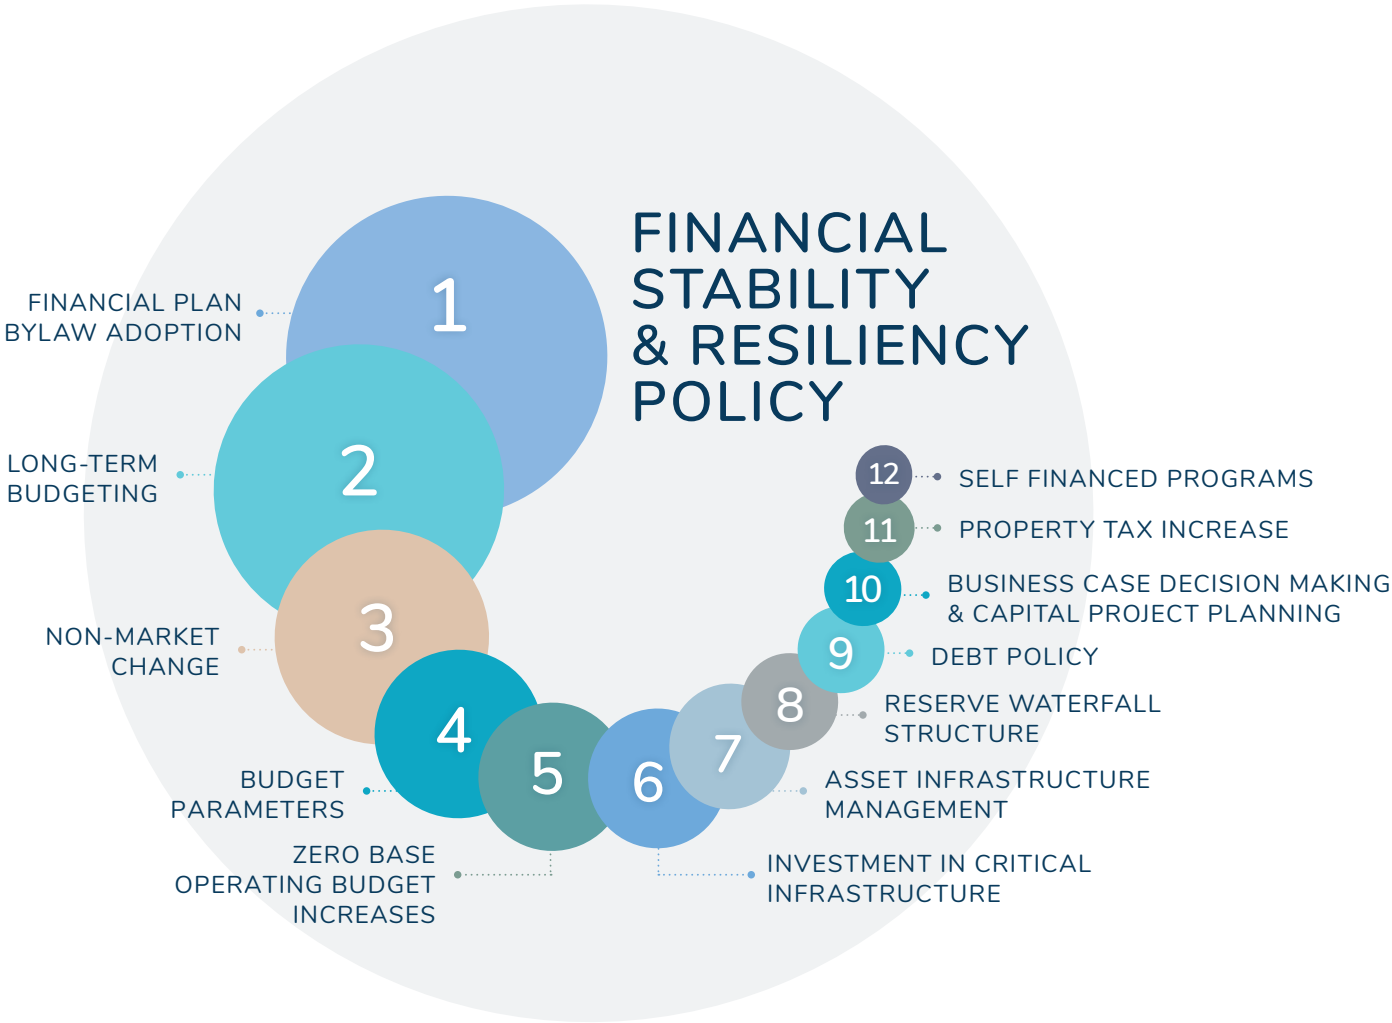 FINANCIAL
STABILITY
& RESILIENCY
POLICY
1
FINANCIAL PLAN
BYLAW ADOPTION
2
LONG-TERM
BUDGETING
3
NON-MARKET
CHANGE
4
BUDGET
PARAMETERS
5
ZERO BASE
OPERATING BUDGET
INCREASES
6
INVESTMENT IN CRITICAL
INFRASTRUCTURE
7
ASSET INFRASTRUCTURE
MANAGEMENT
8
RESERVE WATERFALL
STRUCTURE
9
DEBT POLICY
10
BUSINESS CASE DECISION MAKING
& CAPITAL PROJECT PLANNING
11
PROPERTY TAX INCREASE
12
SELF FINANCED PROGRAMS